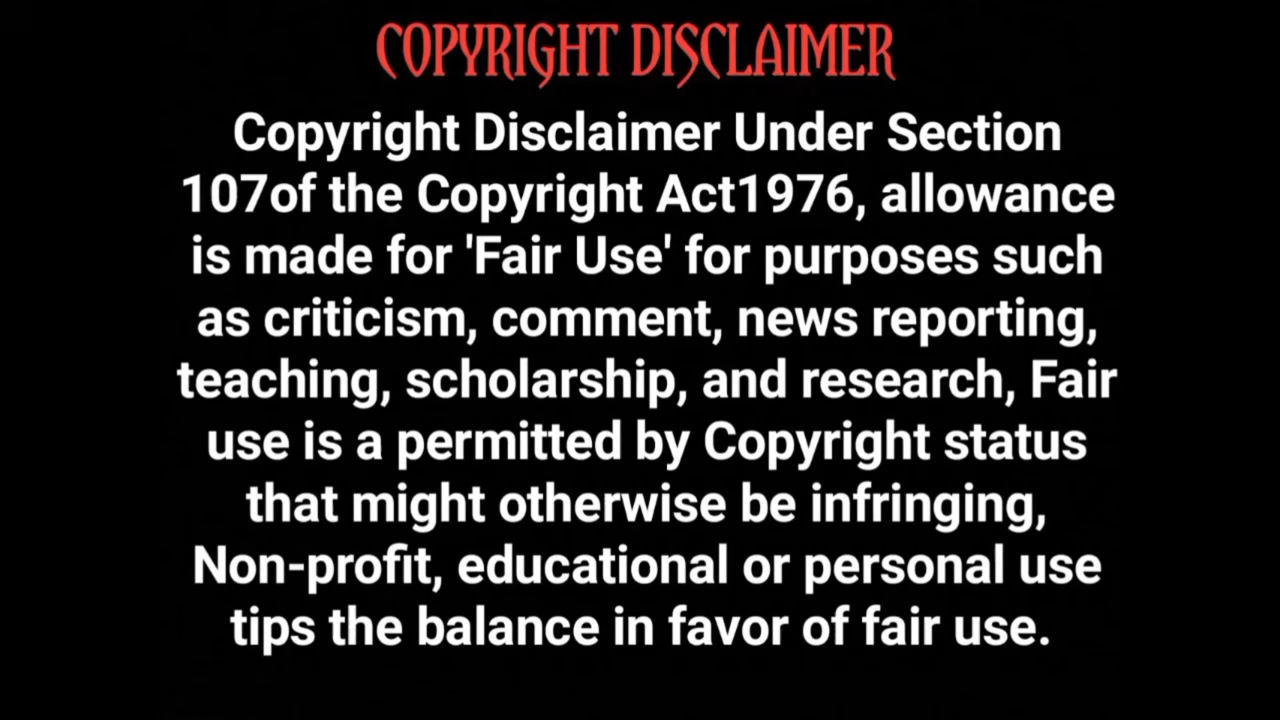 COPYRIGHT DISCLAIMER
Copyright Disclaimer Under Section
107of the Copyright Act1976, allowance
is made for 'Fair Use' for purposes such
as criticism, comment, news reporting,
teaching, scholarship, and research, Fair
use is a permitted by Copyright status
that might otherwise be infringing,
Non-profit, educational or personal use
tips the balance in favor of fair use.